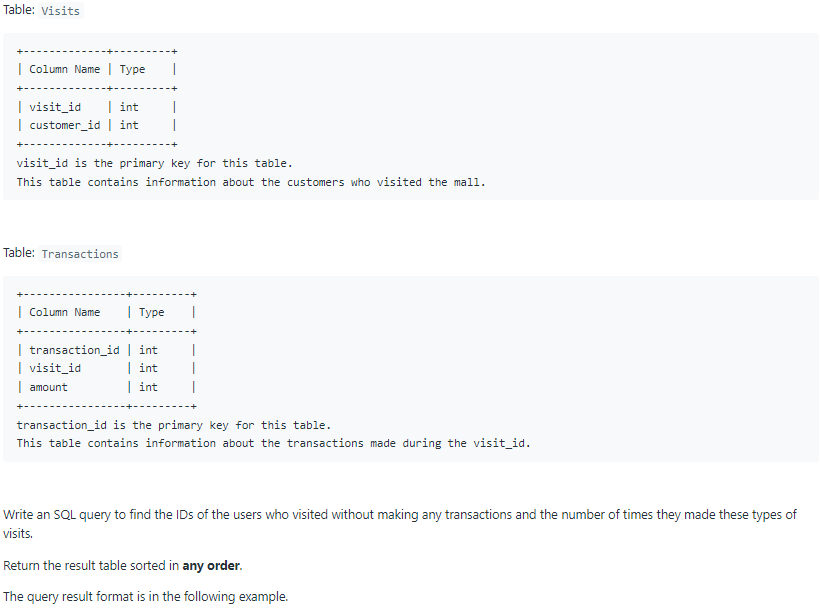 Table: Visits
+-------------+---------+
| Column Name | Type    |
+-------------+---------+
| visit_id    | int     |
| customer_id | int     |
+-------------+---------+
visit_id is the primary key for this table.
This table contains information about the customers who visited the mall.
Table: Transactions
+----------------+---------+
| Column Name    | Type    |
+----------------+---------+
| transaction_id | int     |
| visit_id       | int     |
| amount         | int     |
+----------------+---------+
transaction_id is the primary key for this table.
This table contains information about the transactions made during the visit_id.
Write an SQL query to find the IDs of the users who visited without making any transactions and the number of times they made these types of
visits.
Return the result table sorted in any order.
The query result format is in the following example.